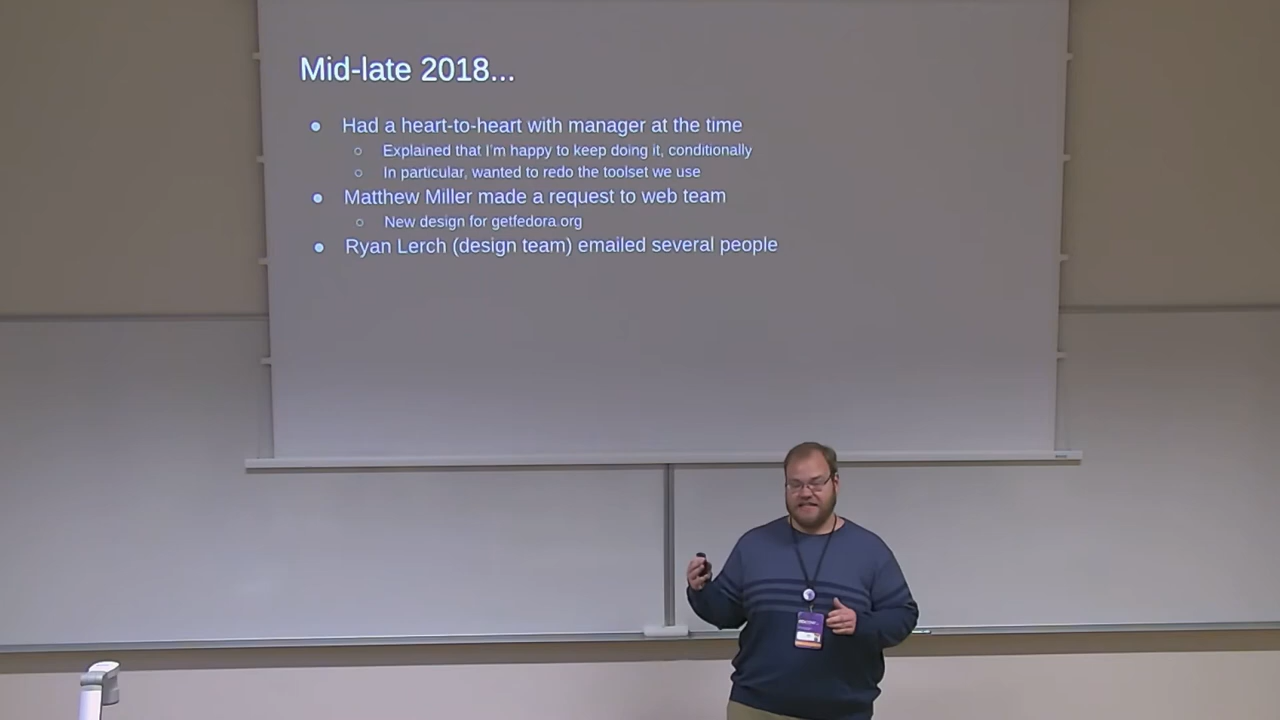 Mid-late 2018...
● Had a heart-to-heart with manager at the time
○ Explained that I'm happy to keep doing it, conditionally
○ In particular, wanted to redo the toolset we use
● Matthew Miller made a request to web team
○ New design for getfedora.org
● Ryan Lerch (design team) emailed several people